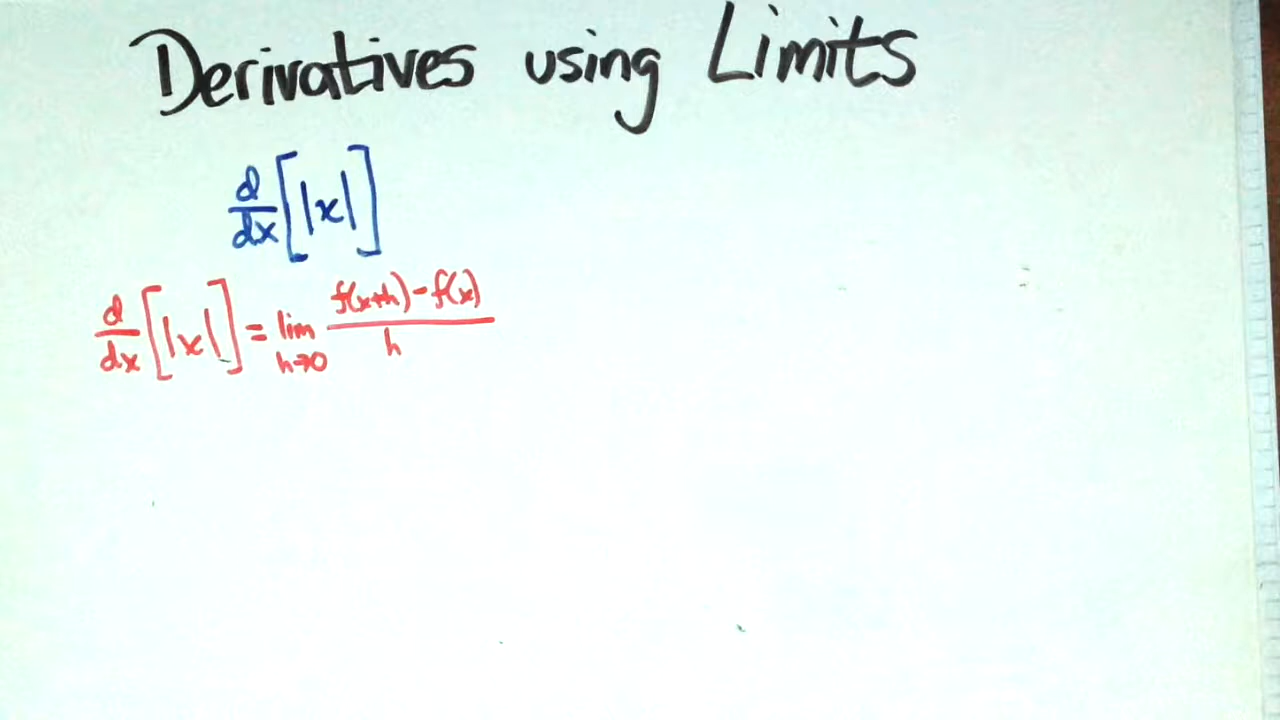 Derivatives using Limits
d/dx[|x|]
d/dx[|x|] = lim h→0 f(x+h)-f(x)/h